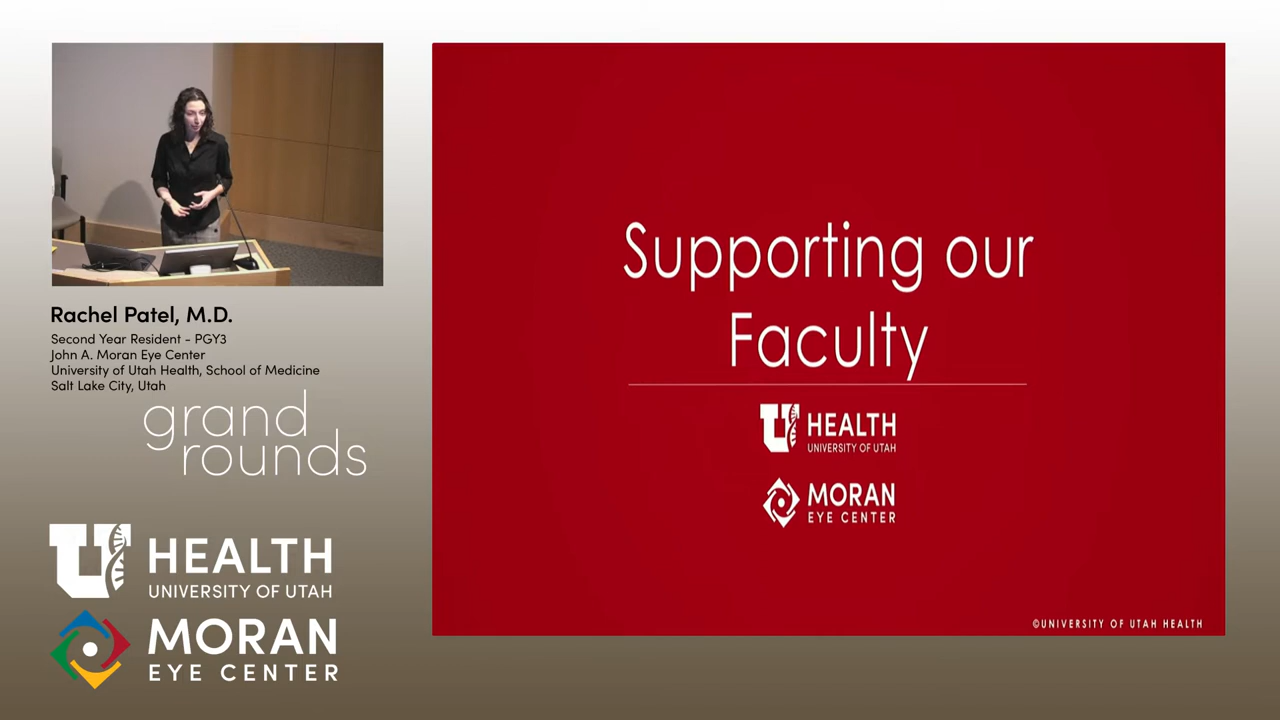 Rachel Patel, M.D.
Second Year Resident - PGY3
John A. Moran Eye Center
University of Utah Health, School of Medicine
Salt Lake City, Utah
grand
rounds
U HEALTH
UNIVERSITY OF UTAH
MORAN
EYE CENTER
Supporting our
Faculty
U HEALTH
UNIVERSITY OF UTAH
MORAN
EYE CENTER
©UNIVERSITY OF UTAH HEALTH